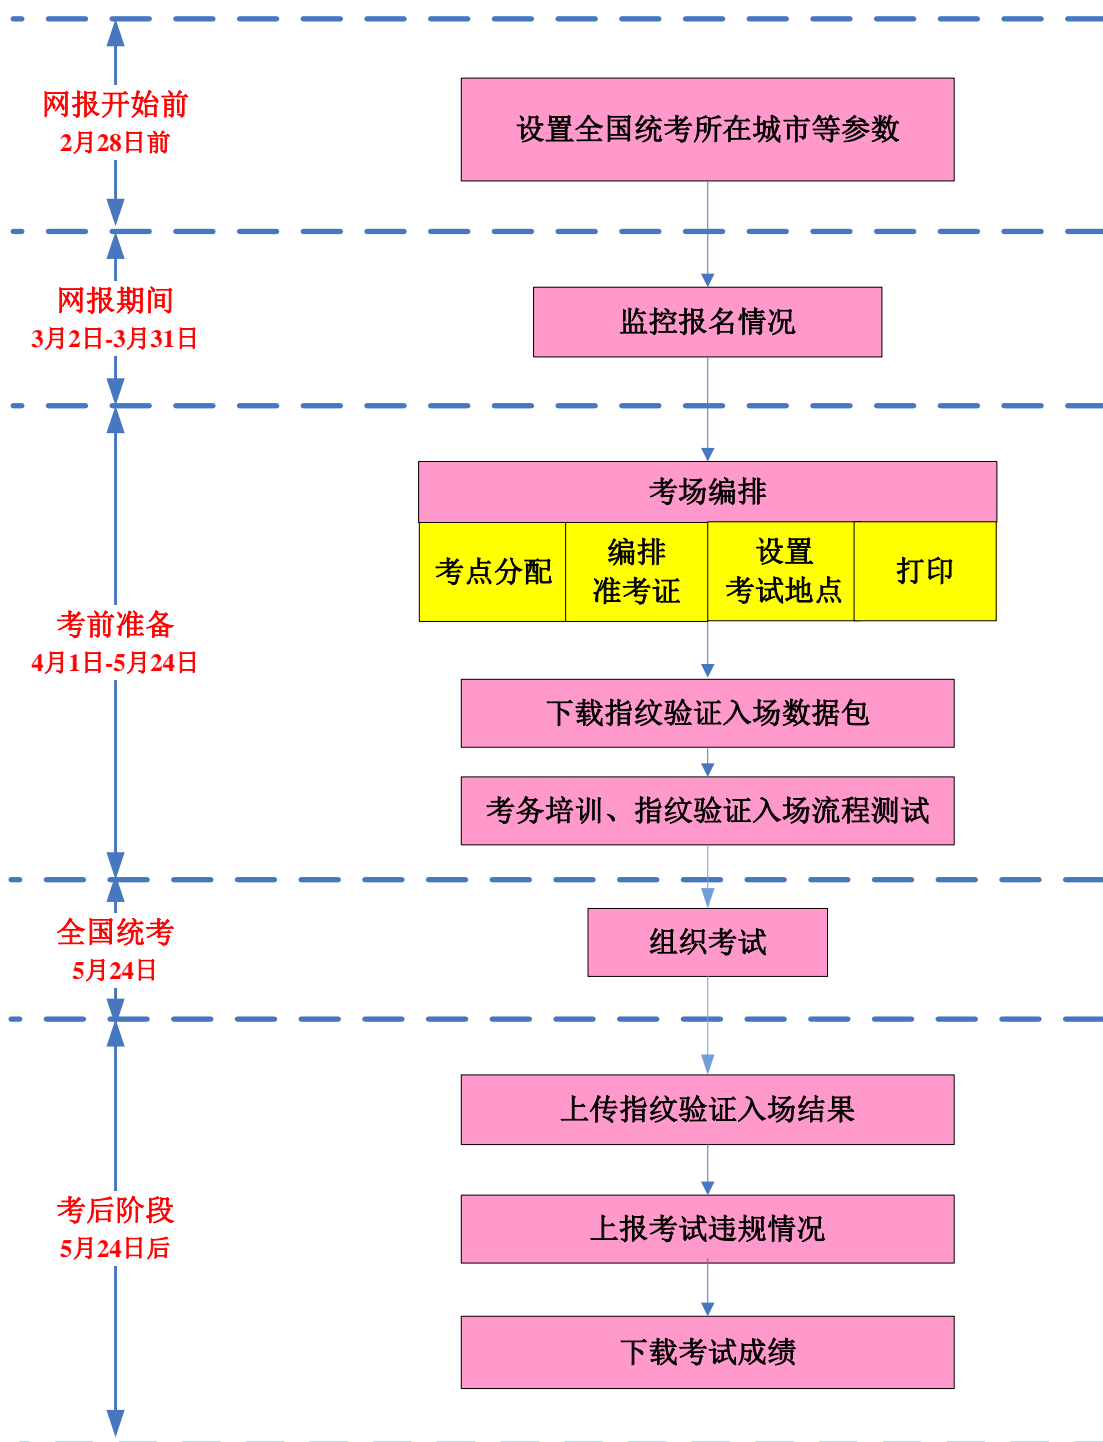 网报开始前
2月28日前
设置全国统考所在城市等参数
网报期间
3月2日-3月31日
监控报名情况
考场编排
考点分配
编排
准考证
设置
考试地点
打印
考前准备
4月1日-5月24日
下载指纹验证入场数据包
考务培训、指纹验证入场流程测试
全国统考
5月24日
组织考试
上传指纹验证入场结果
考后阶段
5月24日后
上报考试违规情况
下载考试成绩